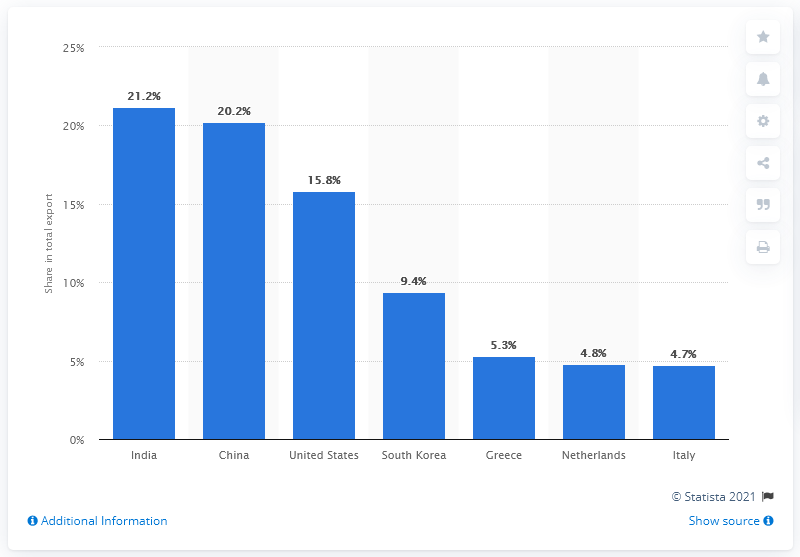 25%
20%
15%
10%
5%
0%
Share in total export
21.2%
20.2%
15.8%
9.4%
5.3%
4.8%
4.7%
India
China
United States
South Korea
Greece
Netherlands
Italy
© Statista 2021
Additional Information
Show source